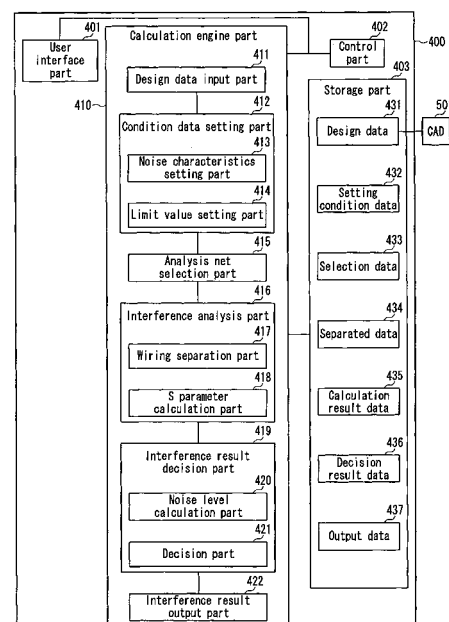 401
User
interface
part
Calculation engine part
411
Design data input part
410
412
Condition data setting part
413
Noise characteristics
setting part
414
Limit value setting part
415
Analysis net
selection part
416
Interference analysis part
417
Wiring separation part
418
S parameter
calculation part
419
Interference result
decision part
420
Noise level
calculation part
421
Decision part
422
Interference result
output part
402
Control
part
400
403
Storage part
431
Design data
50
CAD
432
Setting
condition data
433
Selection data
434
Separated data
435
Calculation
result data
436
Decision
result data
437
Output data